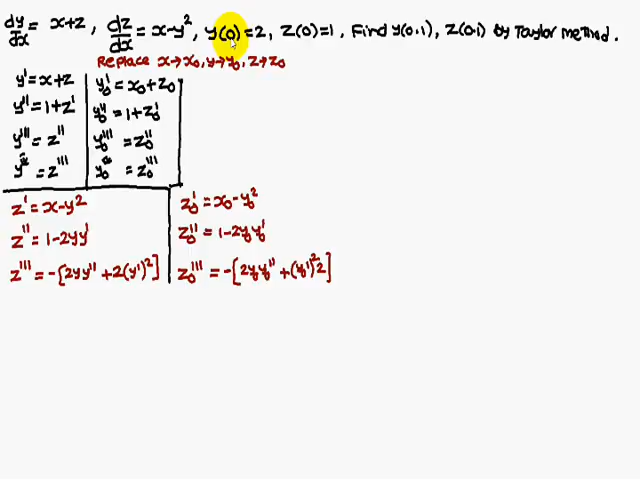 dy/dx = x+z, dz/dx = x-y², y(0)=2, z(0)=1. Find y(0.1), z(0.1) by Taylor method.
Replace x→x₀, y→y₀, z→z₀
y' = x+z y₀' = x₀+z₀
y'' = 1+z' y₀'' = 1+z₀'
y''' = z'' y₀''' = z₀''
= z''' = z₀'''
z' = x-y² z₀' = x₀-y₀²
z'' = 1-2yy' z₀'' = 1-2y₀y₀'
z''' = -[2yy''+2(y')²] z₀''' = -[2y₀y₀''+(y₀')²2]